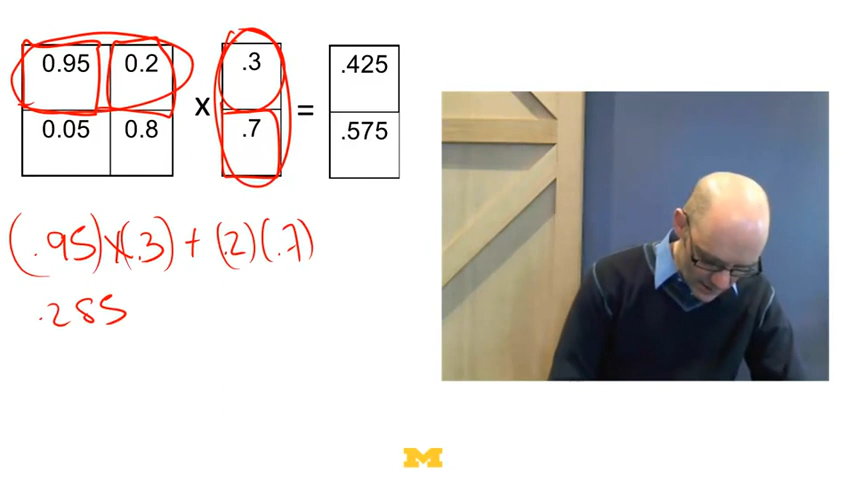 0.95 0.2 .3 .425
x =
0.05 0.8 .7 .575
(.95)x(.3) + (.2)(.7)
.285
M